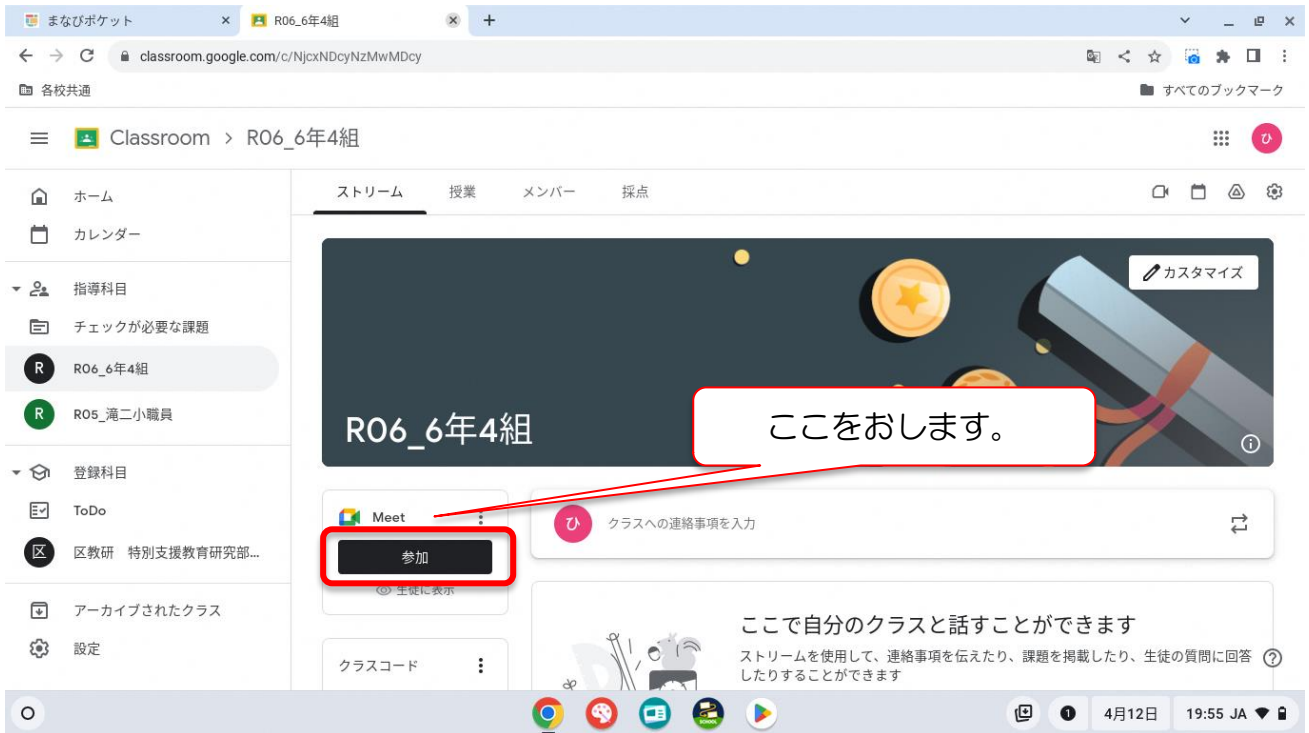 まなびポケット
R06_6年4組
classroom.google.com/c/NjcxNDcyNzMwMDcy
各校共通
すべてのブックマーク
Classroom > R06_6年4組
ひ
ホーム
カレンダー
指導科目
チェックが必要な課題
R R06_6年4組
R R05_滝二小職員
登録科目
ToDo
区 区教研 特別支援教育研究部...
アーカイブされたクラス
設定
ストリーム 授業 メンバー 採点
カスタマイズ
R06_6年4組
ここをおします。
Meet
参加
生徒に表示
クラスコード
ひ クラスへの連絡事項を入力
ここで自分のクラスと話すことができます
ストリームを使用して、連絡事項を伝えたり、課題を掲載したり、生徒の質問に回答
したりすることができます
1 4月12日 19:55 JA